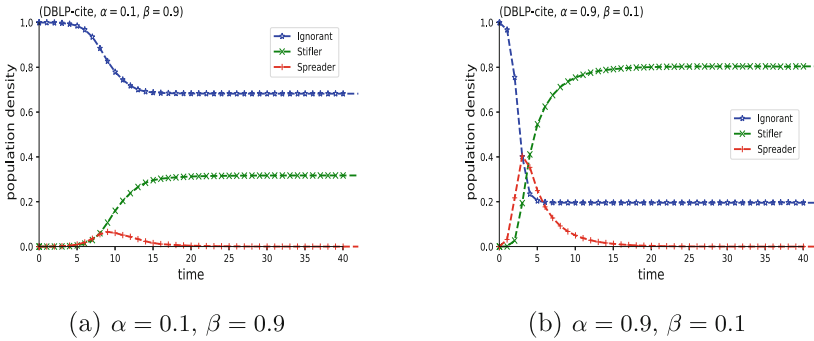 (DBLP-cite, α = 0.1, β = 0.9)
1.0
0.8
0.6
0.4
0.2
0.0
population density
Ignorant
Stifler
Spreader
0 5 10 15 20 25 30 35 40
time
(a) α = 0.1, β = 0.9
(DBLP-cite, α = 0.9, β = 0.1)
1.0
0.8
0.6
0.4
0.2
0.0
population density
Ignorant
Stifler
Spreader
0 5 10 15 20 25 30 35 40
time
(b) α = 0.9, β = 0.1